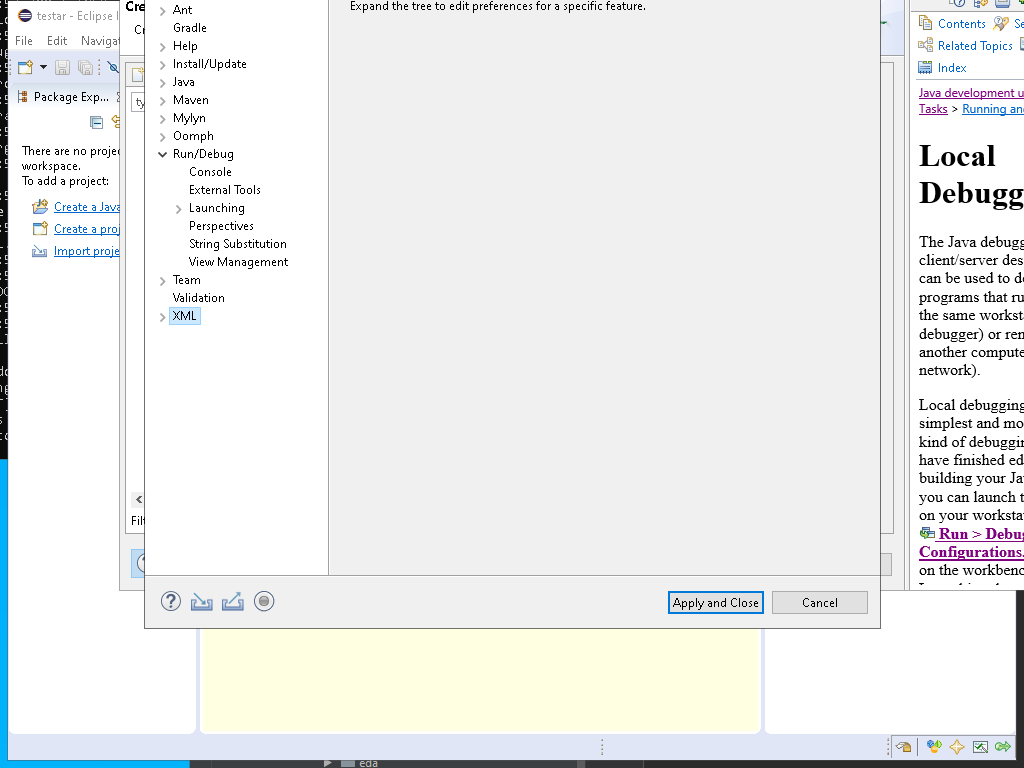 testar - Eclipse I
File Edit Navigat
Package Exp...
There are no projec
workspace.
To add a project:
Create a Java
Create a proj
Import proje
Cre
Cr
ty
Filt
Ant
Gradle
Help
Install/Update
Java
Maven
Mylyn
Oomph
Run/Debug
Console
External Tools
Launching
Perspectives
String Substitution
View Management
Team
Validation
XML
Expand the tree to edit preferences for a specific feature.
Apply and Close Cancel
Contents Se
Related Topics
Index
Java development u
Tasks > Running and
Local
Debugg
The Java debugg
client/server des
can be used to de
programs that ru
the same worksta
debugger) or rem
another compute
network).
Local debugging
simplest and mo
kind of debuggin
have finished ed
building your Jav
you can launch t
on your workstat
Run > Debug
Configurations.
on the workbenc
eda